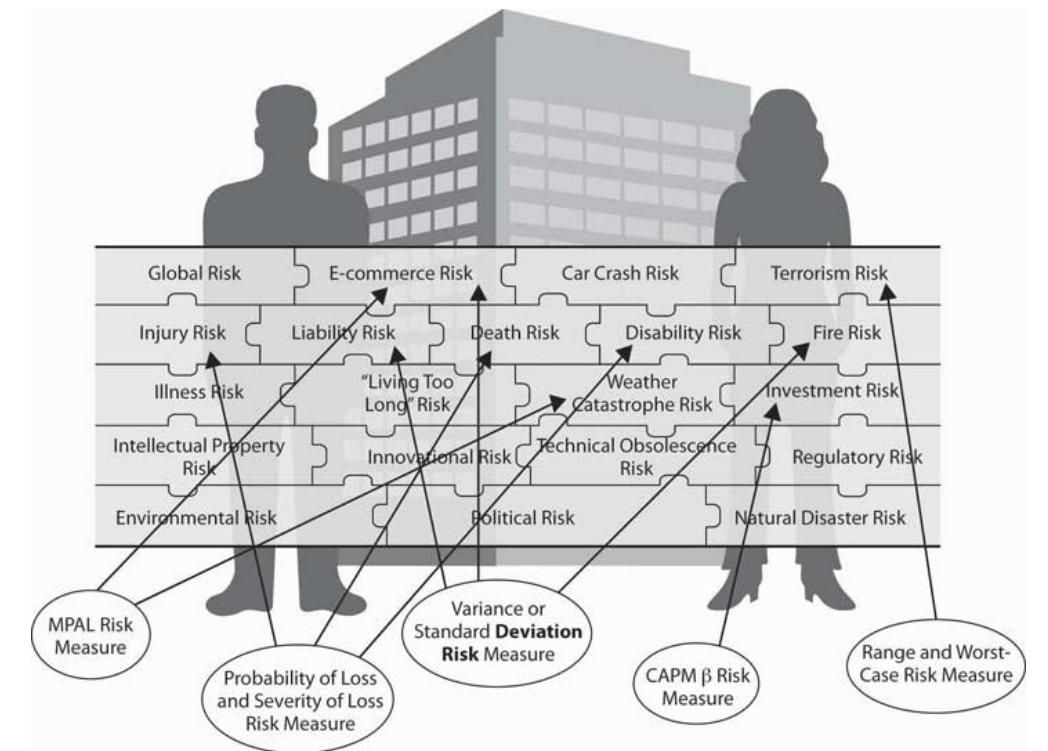 Global Risk
E-commerce Risk
Car Crash Risk
Terrorism Risk
Injury Risk
Liability Risk
Death Risk
Disability Risk
Fire Risk
Illness Risk
"Living Too
Long" Risk
Weather
Catastrophe Risk
Investment Risk
Intellectual Property
Risk
Innovational Risk
Technical Obsolescence
Risk
Regulatory Risk
Environmental Risk
Political Risk
Natural Disaster Risk
MPAL Risk
Measure
Probability of Loss
and Severity of Loss
Risk Measure
Variance or
Standard Deviation
Risk Measure
CAPM β Risk
Measure
Range and Worst-
Case Risk Measure